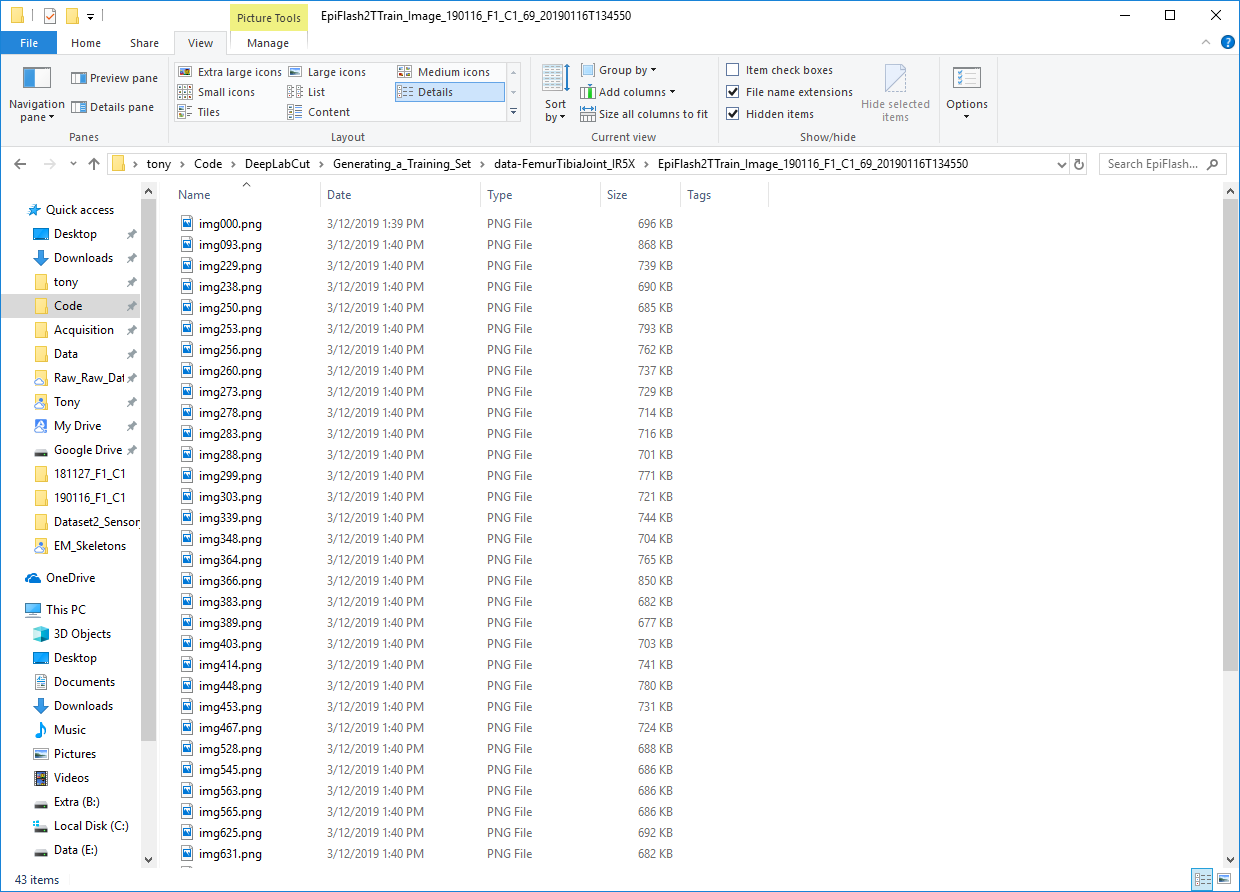 Picture Tools EpiFlash2TTrain_Image_190116_F1_C1_69_20190116T134550
File Home Share View Manage
Navigation pane Preview pane Details pane
Panes
Extra large icons Large icons Medium icons
Small icons List Details
Tiles Content
Layout
Sort by Group by Add columns Size all columns to fit
Current view
Item check boxes
File name extensions
Hidden items
Hide selected items
Show/hide
Options
tony Code DeepLabCut Generating_a_Training_Set data-FemurTibiaJoint_IR5X EpiFlash2TTrain_Image_190116_F1_C1_69_20190116T134550 Search EpiFlash...
Quick access
Desktop
Downloads
tony
Code
Acquisition
Data
Raw_Raw_Dat
Tony
My Drive
Google Drive
181127_F1_C1
190116_F1_C1
Dataset2_Sensor
EM_Skeletons
OneDrive
This PC
3D Objects
Desktop
Documents
Downloads
Music
Pictures
Videos
Extra (B:)
Local Disk (C:)
Data (E:)
Name Date Type Size Tags
img000.png 3/12/2019 1:39 PM PNG File 696 KB
img093.png 3/12/2019 1:40 PM PNG File 868 KB
img229.png 3/12/2019 1:40 PM PNG File 739 KB
img238.png 3/12/2019 1:40 PM PNG File 690 KB
img250.png 3/12/2019 1:40 PM PNG File 685 KB
img253.png 3/12/2019 1:40 PM PNG File 793 KB
img256.png 3/12/2019 1:40 PM PNG File 762 KB
img260.png 3/12/2019 1:40 PM PNG File 737 KB
img273.png 3/12/2019 1:40 PM PNG File 729 KB
img278.png 3/12/2019 1:40 PM PNG File 714 KB
img283.png 3/12/2019 1:40 PM PNG File 716 KB
img288.png 3/12/2019 1:40 PM PNG File 701 KB
img299.png 3/12/2019 1:40 PM PNG File 771 KB
img303.png 3/12/2019 1:40 PM PNG File 721 KB
img339.png 3/12/2019 1:40 PM PNG File 744 KB
img348.png 3/12/2019 1:40 PM PNG File 704 KB
img364.png 3/12/2019 1:40 PM PNG File 765 KB
img366.png 3/12/2019 1:40 PM PNG File 850 KB
img383.png 3/12/2019 1:40 PM PNG File 682 KB
img389.png 3/12/2019 1:40 PM PNG File 677 KB
img403.png 3/12/2019 1:40 PM PNG File 703 KB
img414.png 3/12/2019 1:40 PM PNG File 741 KB
img448.png 3/12/2019 1:40 PM PNG File 780 KB
img453.png 3/12/2019 1:40 PM PNG File 731 KB
img467.png 3/12/2019 1:40 PM PNG File 724 KB
img528.png 3/12/2019 1:40 PM PNG File 688 KB
img545.png 3/12/2019 1:40 PM PNG File 686 KB
img563.png 3/12/2019 1:40 PM PNG File 686 KB
img565.png 3/12/2019 1:40 PM PNG File 686 KB
img625.png 3/12/2019 1:40 PM PNG File 692 KB
img631.png 3/12/2019 1:40 PM PNG File 682 KB
43 items